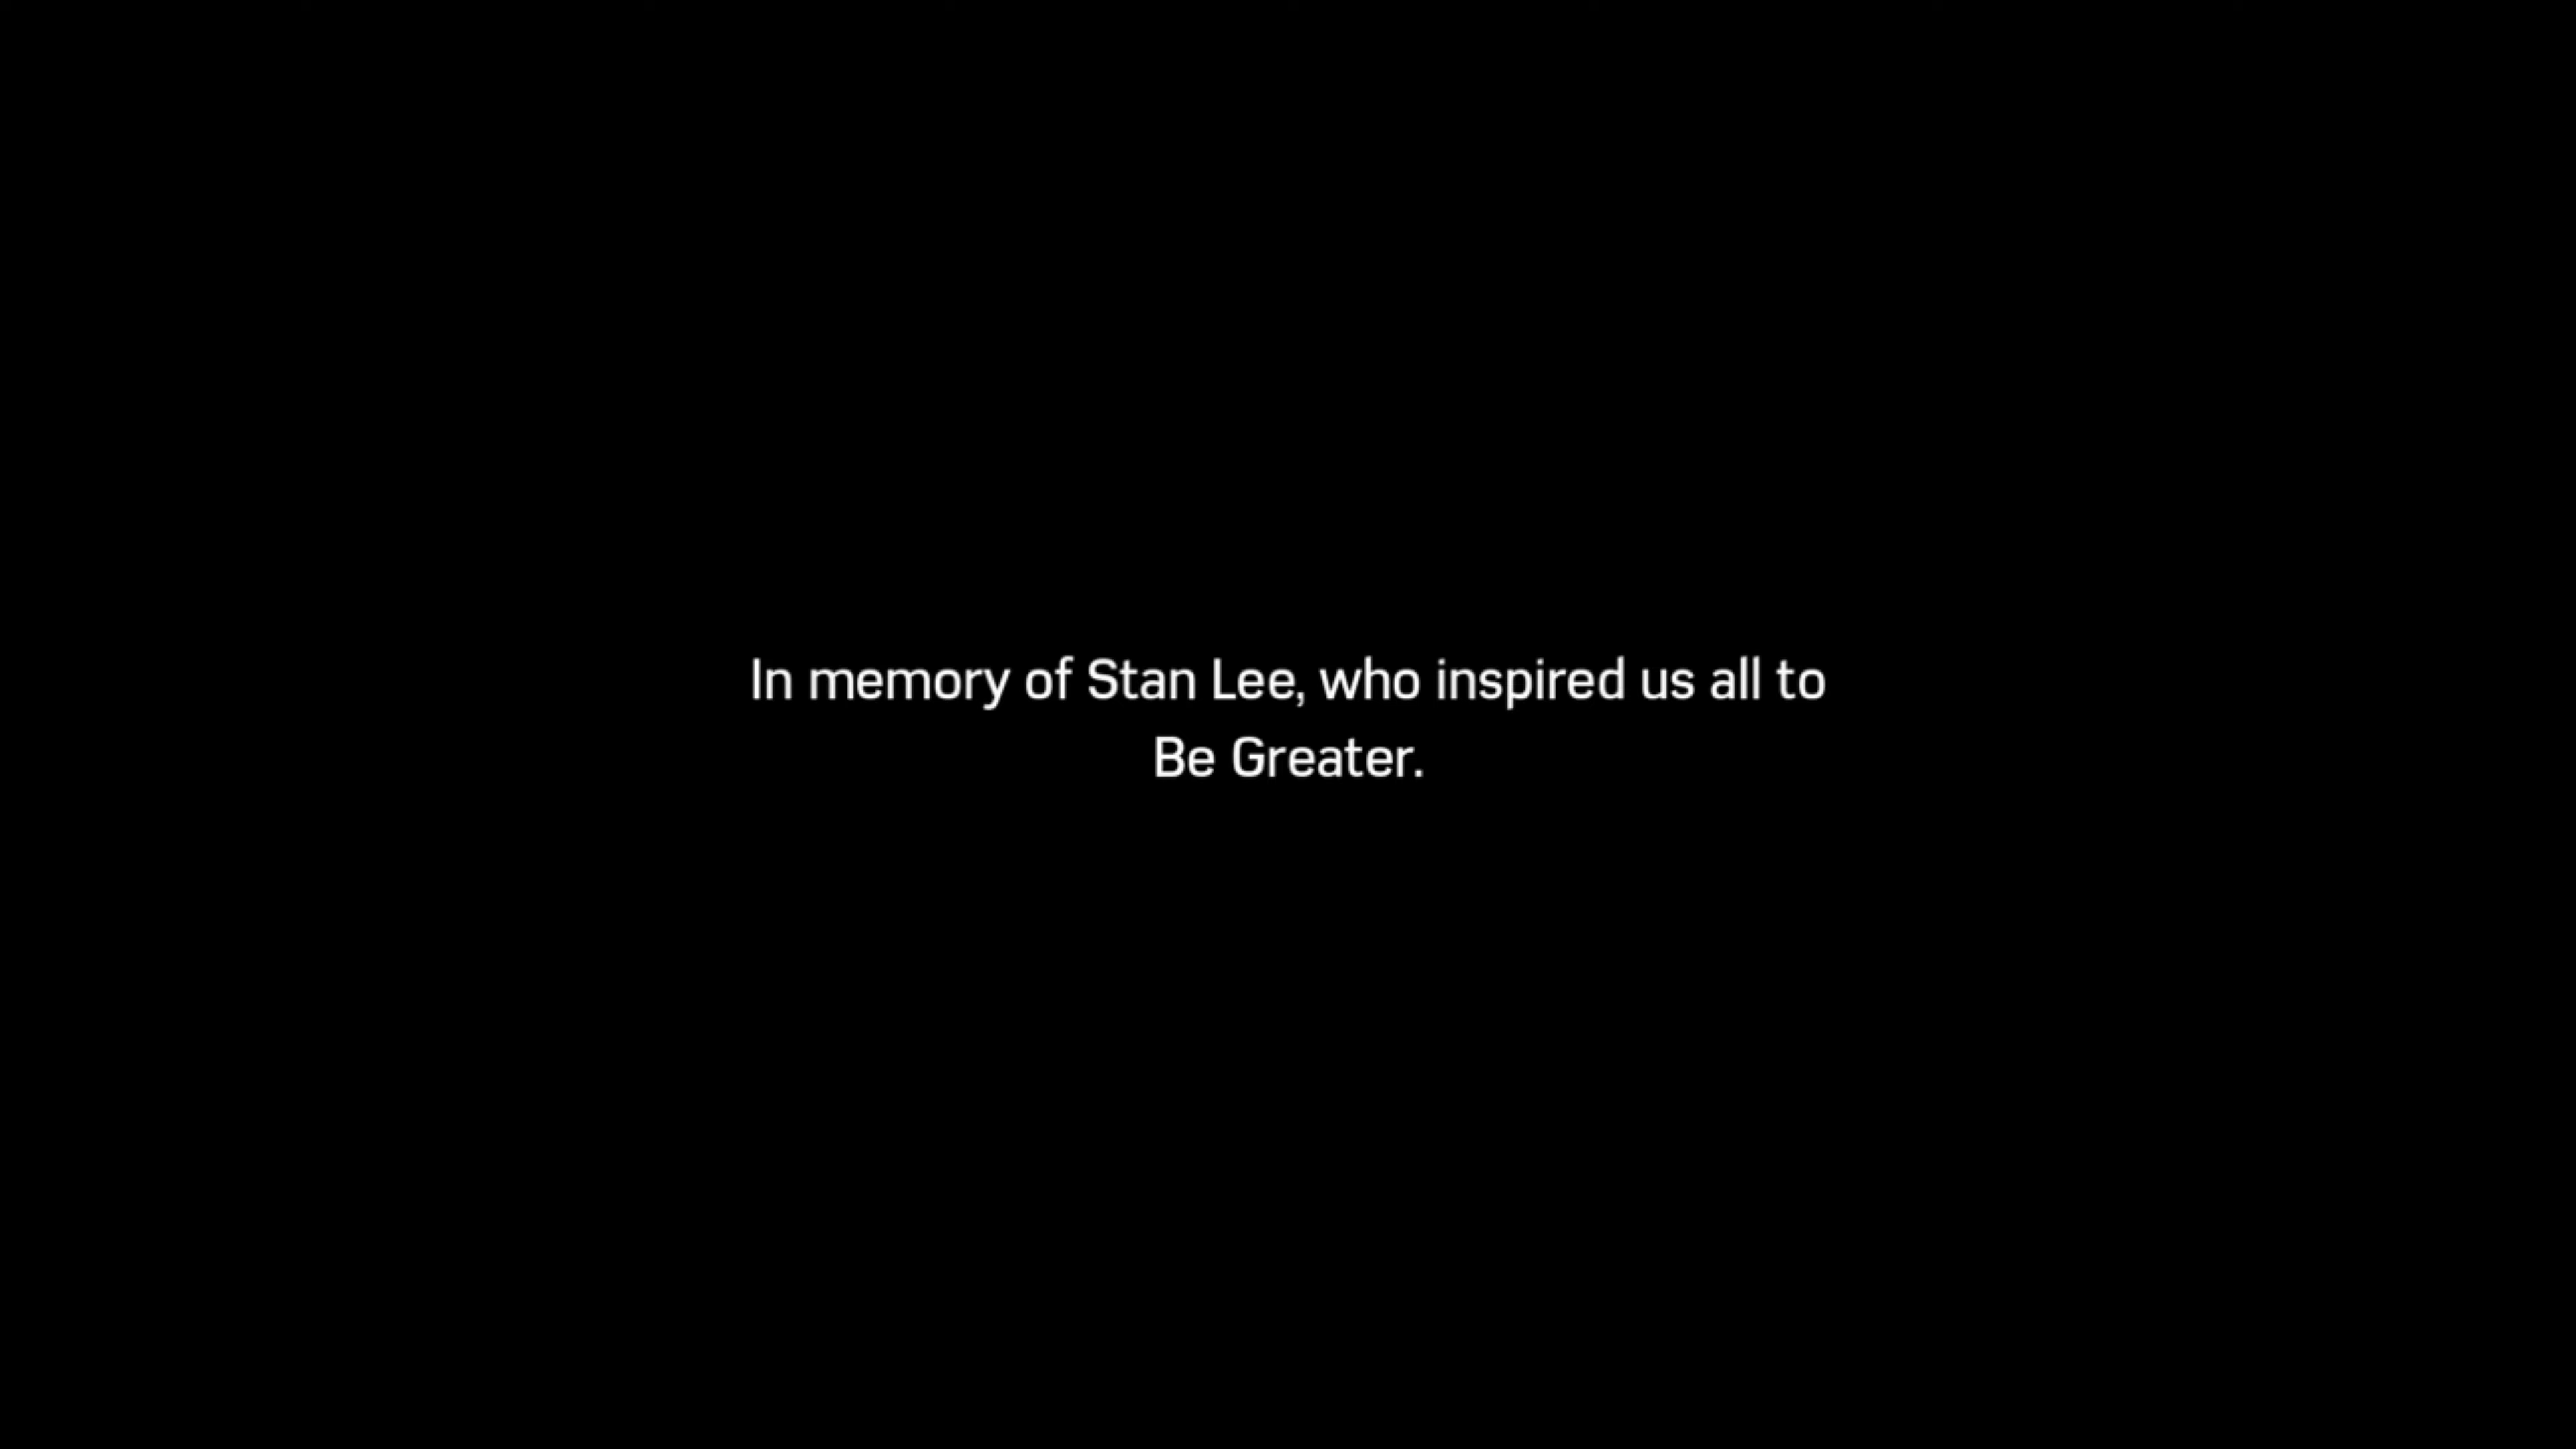 In memory of Stan Lee, who inspired us all to
Be Greater.